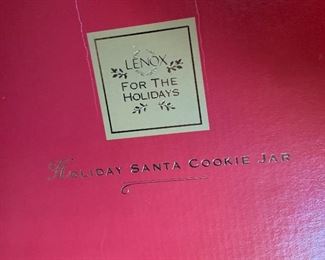 LENOX
FOR THE
HOLIDAYS
HOLIDAY SANTA COOKIE JAR